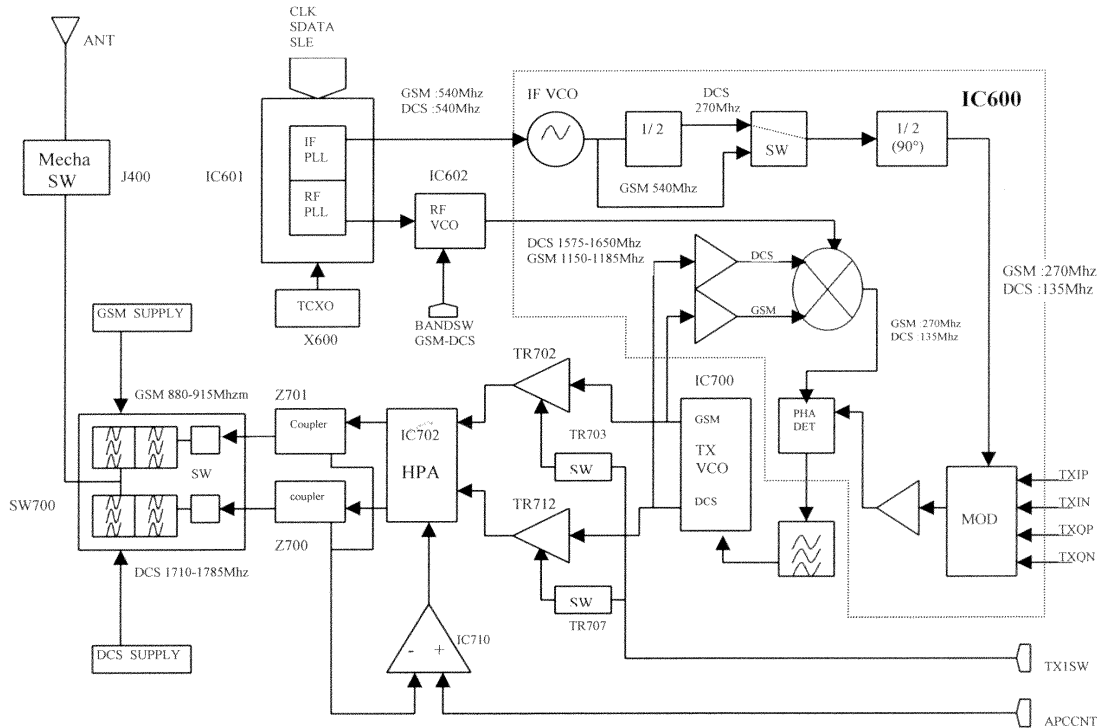 CLK
SDATA
SLE
ANT
GSM :540Mhz
DCS :540Mhz
IF VCO
DCS
270Mhz
IC600
1/2
SW
1/2
(90°)
Mecha
SW
J400
IC601
IF
PLL
RF
PLL
IC602
RF
VCO
GSM 540Mhz
DCS 1575-1650Mhz
GSM 1150-1185Mhz
DCS
GSM
GSM :270Mhz
DCS :135Mhz
TCXO
X600
BANDSW
GSM-DCS
GSM SUPPLY
GSM :270Mhz
DCS :135Mhz
TR702
IC700
GSM 880-915Mhzm
Z701
Coupler
IC702
HPA
TR703
SW
GSM
TX
VCO
DCS
PHA
DET
SW
SW700
coupler
Z700
TR712
MOD
TXIP
TXIN
TXQP
TXQN
DCS 1710-1785Mhz
SW
TR707
DCS SUPPLY
- +
IC710
TX1SW
APCCNT